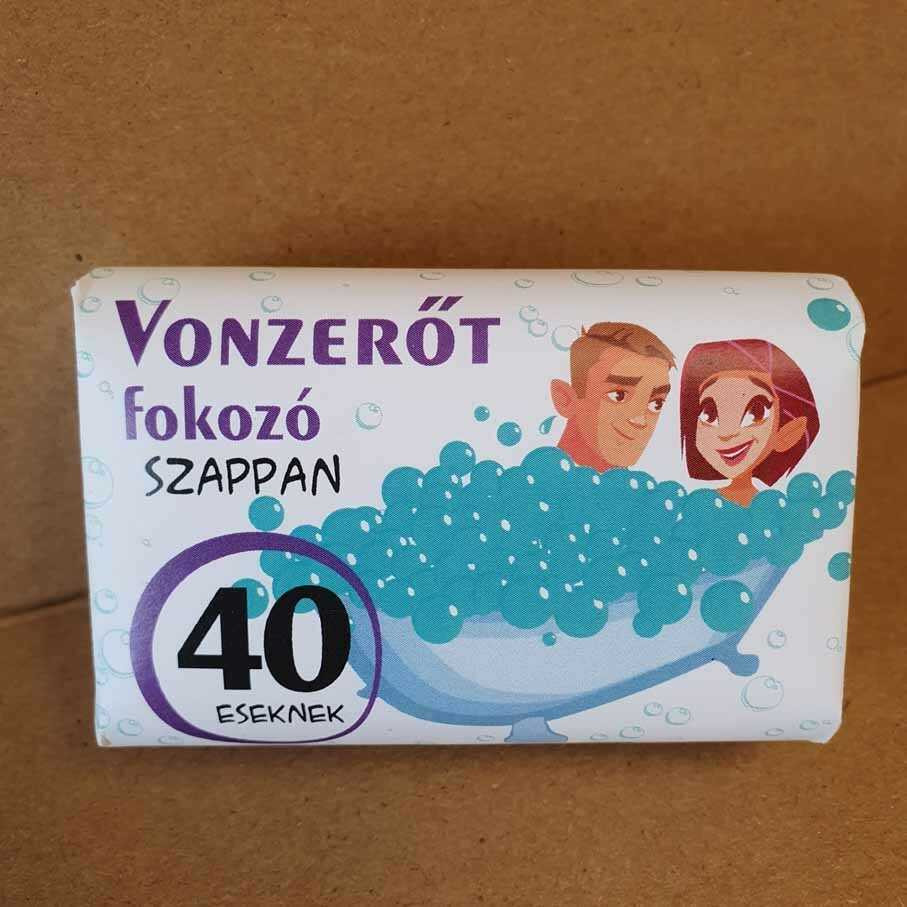 VONZERŐT
fokozó
SZAPPAN
40
ESEKNEK